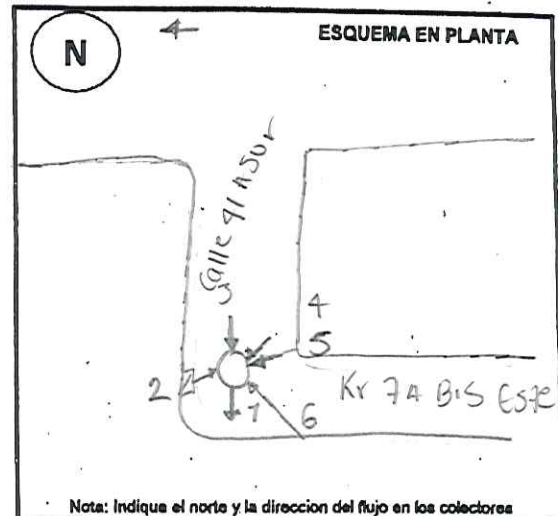 N
ESQUEMA EN PLANTA
Calle 91 A Sur
4
5
2
3
1
6
Kr 7A Bis Este
Nota: Indique el norte y la direccion del flujo en los colectores